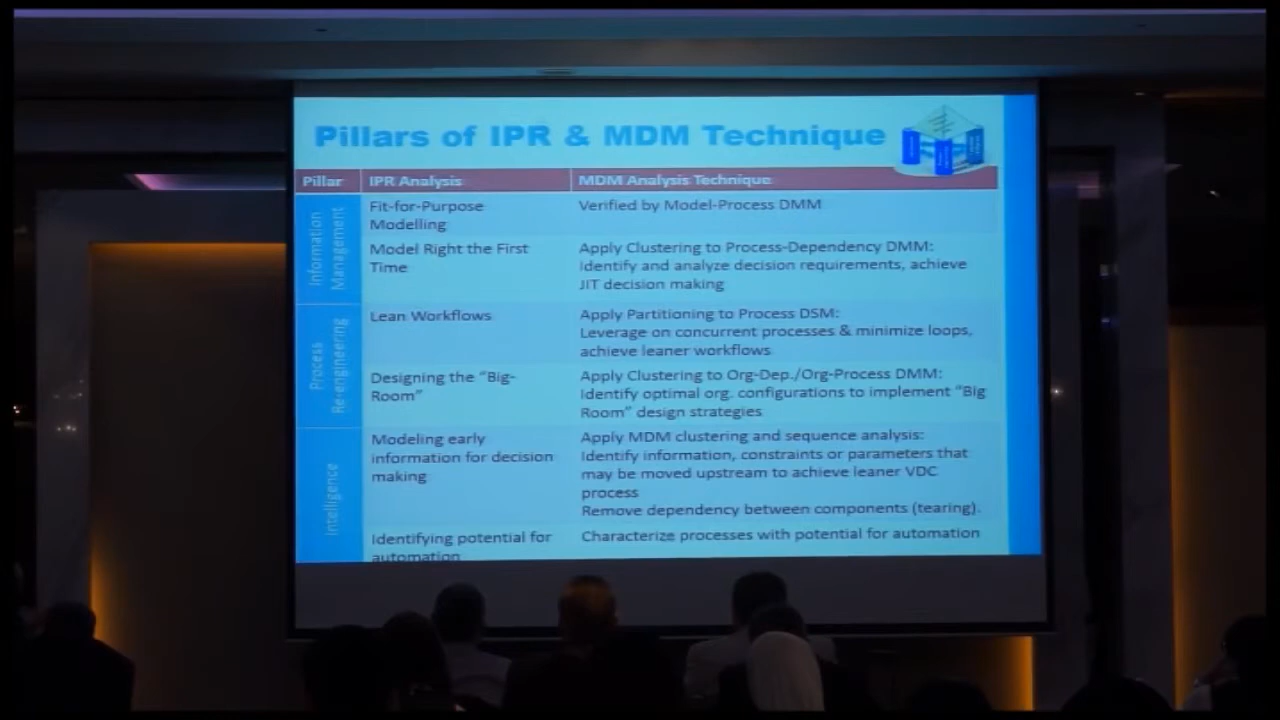 Pillars of IPR & MDM Technique
Pillar
IPR Analysis
MDM Analysis Technique
Information
Management
Fit-for-Purpose
Modelling
Verified by Model-Process DMM
Model Right the First
Time
Apply Clustering to Process-Dependency DMM:
Identify and analyze decision requirements, achieve
JIT decision making
Process
Re-engineering
Lean Workflows
Apply Partitioning to Process DSM:
Leverage on concurrent processes & minimize loops,
achieve leaner workflows
Designing the "Big-
Room"
Apply Clustering to Org-Dep./Org-Process DMM:
Identify optimal org. configurations to implement "Big
Room" design strategies
Intelligence
Modeling early
information for decision
making
Apply MDM clustering and sequence analysis:
Identify information, constraints or parameters that
may be moved upstream to achieve leaner VDC
process
Remove dependency between components (tearing).
Identifying potential for
automation
Characterize processes with potential for automation